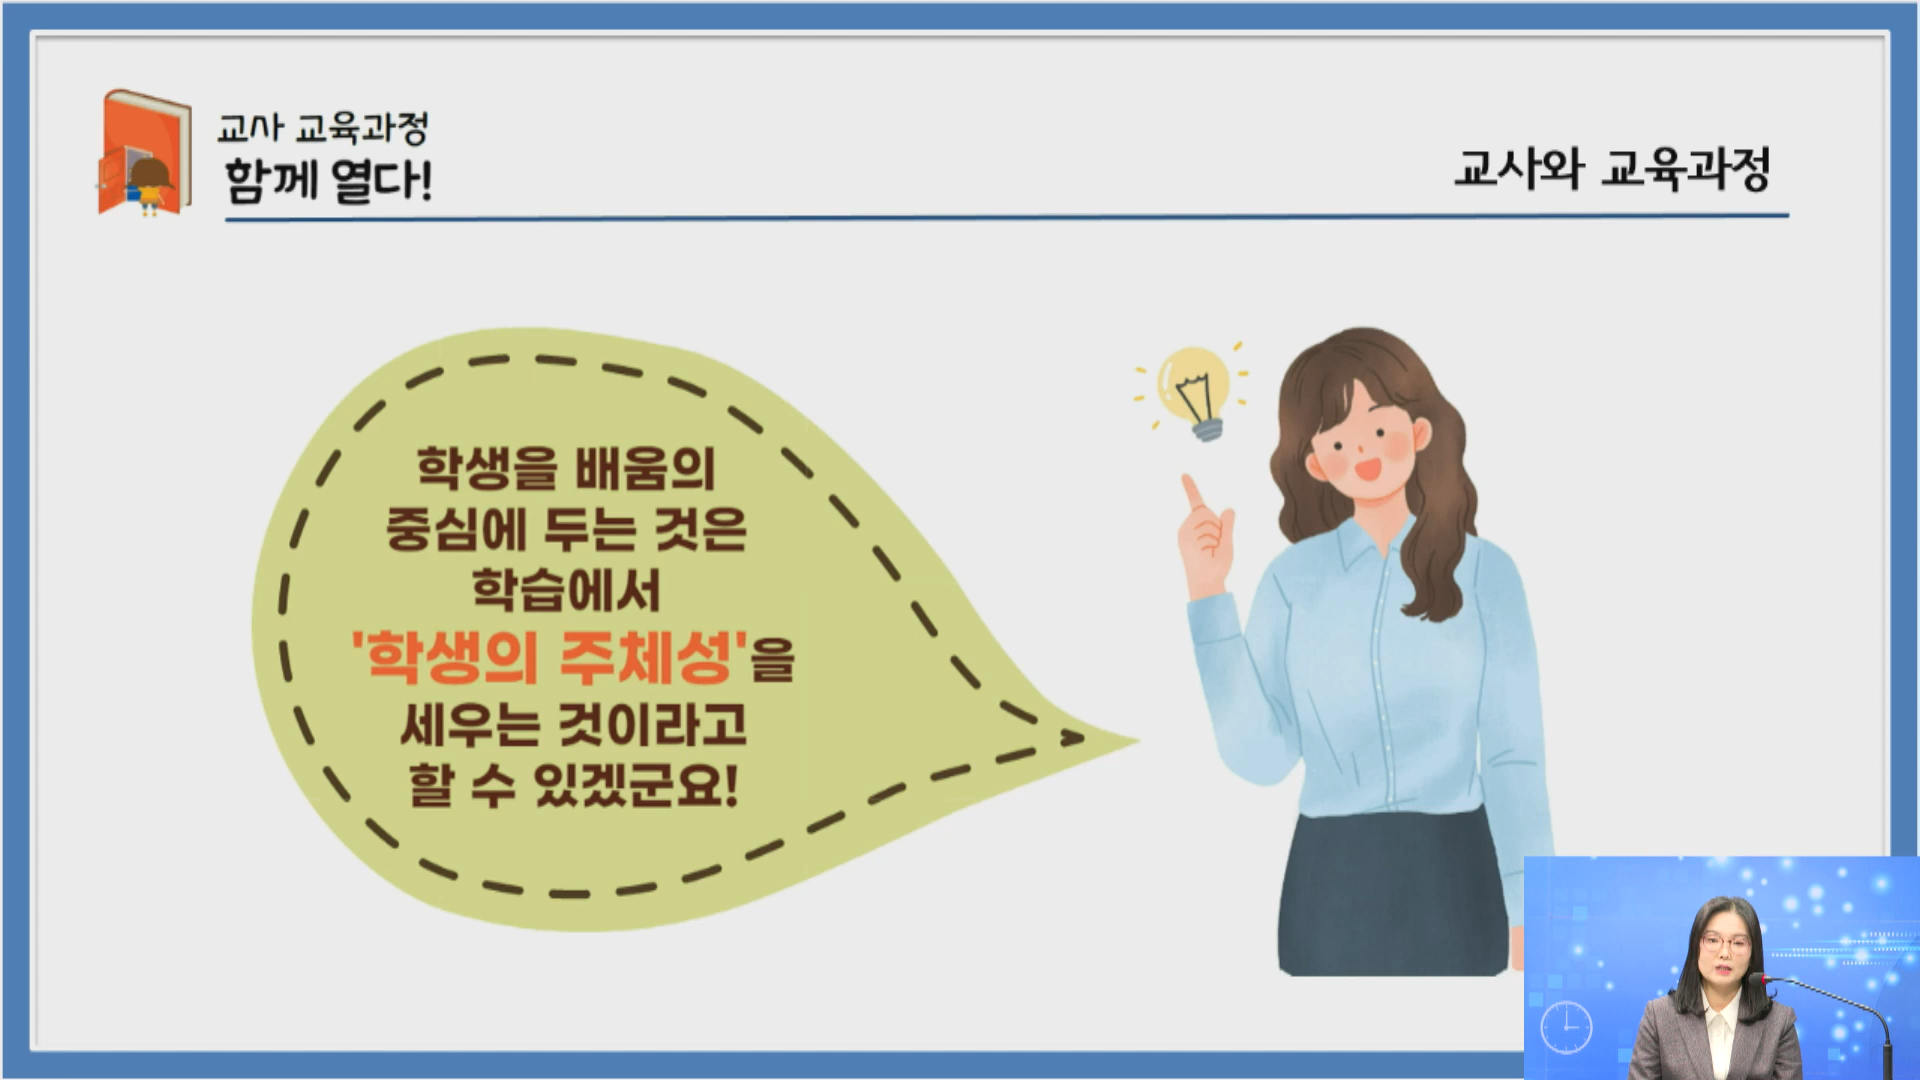 교사 교육과정
함께 열다!
교사와 교육과정
학생을 배움의
중심에 두는 것은
학습에서
'학생의 주체성'을
세우는 것이라고
할 수 있겠군요!